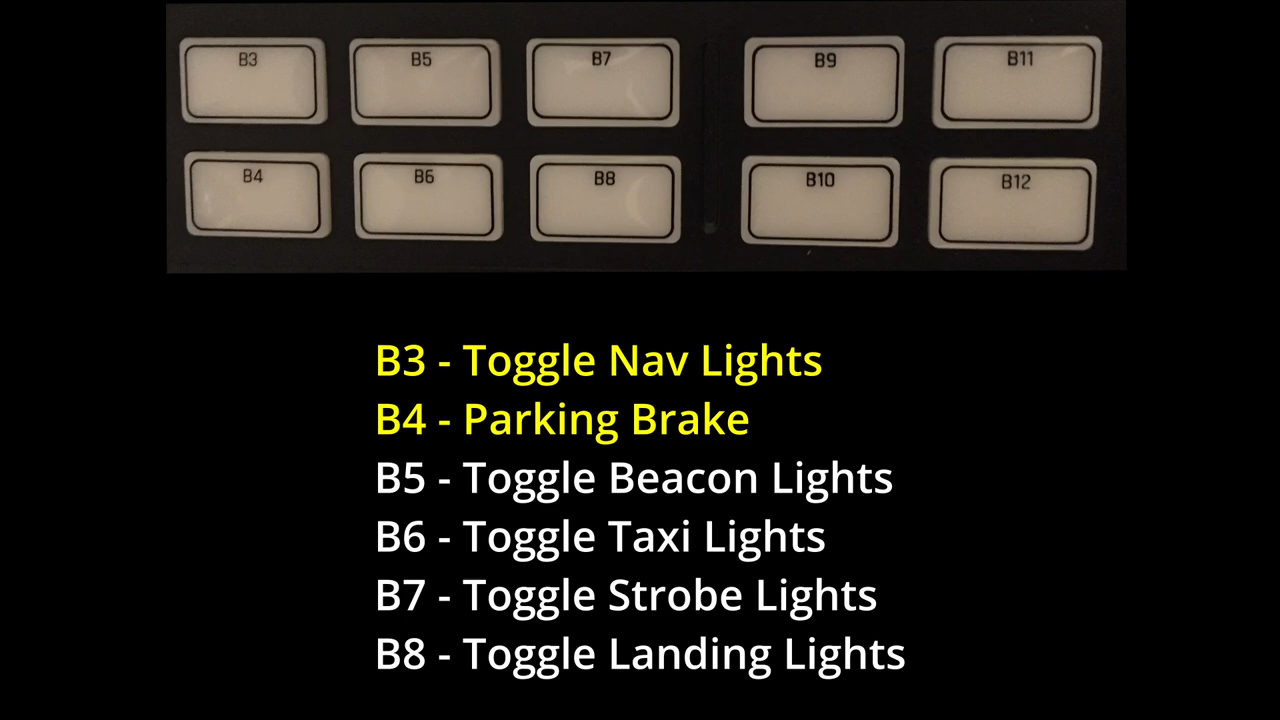 B3 B5 B7 B9 B11
B4 B6 B8 B10 B12
B3 - Toggle Nav Lights
B4 - Parking Brake
B5 - Toggle Beacon Lights
B6 - Toggle Taxi Lights
B7 - Toggle Strobe Lights
B8 - Toggle Landing Lights